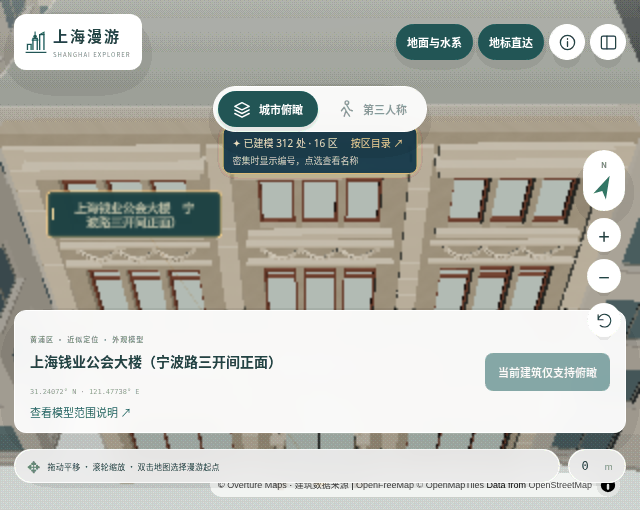 上海漫游
SHANGHAI EXPLORER
地面与水系
地标直达
城市俯瞰
第三人称
✦ 已建模 312 处 · 16 区 按区目录 ↗
密集时显示编号，点选查看名称
上海钱业公会大楼 宁
波路三开间正面)
N
+
−
黄浦区 · 近似定位 · 外观模型
上海钱业公会大楼（宁波路三开间正面）
31.24072° N · 121.47738° E
查看模型范围说明 ↗
当前建筑仅支持俯瞰
拖动平移 · 滚轮缩放 · 双击地图选择漫游起点
0 m
© Overture Maps · 建筑数据来源 | OpenFreeMap © OpenMapTiles Data from OpenStreetMap